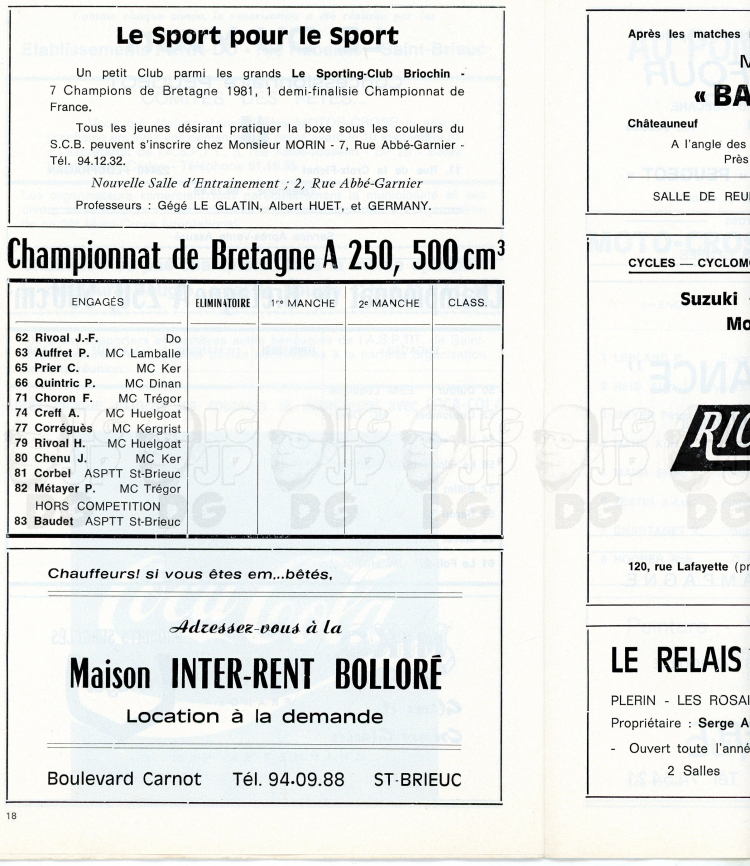 Le Sport pour le Sport
Un petit Club parmi les grands Le Sporting-Club Briochin -
7 Champions de Bretagne 1981, 1 demi-finalisie Championnat de
France.
Tous les jeunes désirant pratiquer la boxe sous les couleurs du
S.C.B. peuvent s'inscrire chez Monsieur MORIN - 7, Rue Abbé-Garnier -
Tél. 94.12.32.
Nouvelle Salle d'Entrainement ; 2, Rue Abbé-Garnier
Professeurs : Gégé LE GLATIN, Albert HUET, et GERMANY.
Championnat de Bretagne A 250, 500 cm³
ENGAGÉS ELIMINATOIRE 1re MANCHE 2e MANCHE CLASS.
62 Rivoal J.-F. Do
63 Auffret P. MC Lamballe
65 Prier C. MC Ker
66 Quintric P. MC Dinan
71 Choron F. MC Trégor
74 Creff A. MC Huelgoat
77 Corréguès MC Kergrist
79 Rivoal H. MC Huelgoat
80 Chenu J. MC Ker
81 Corbel ASPTT St-Brieuc
82 Métayer P. MC Trégor
HORS COMPETITION
83 Baudet ASPTT St-Brieuc
Chauffeurs! si vous êtes em,..bêtés,
Adressez-vous à la
Maison INTER-RENT BOLLORÉ
Location à la demande
Boulevard Carnot Tél. 94.09.88 ST-BRIEUC
18
Après les matches
M
« BA
Châteauneuf
A l'angle des
Près
SALLE DE REU
CYCLES — CYCLOMO
Suzuki
Mo
RIC
120, rue Lafayette (pr
LE RELAIS
PLERIN - LES ROSAI
Propriétaire : Serge A
- Ouvert toute l'anné
2 Salles